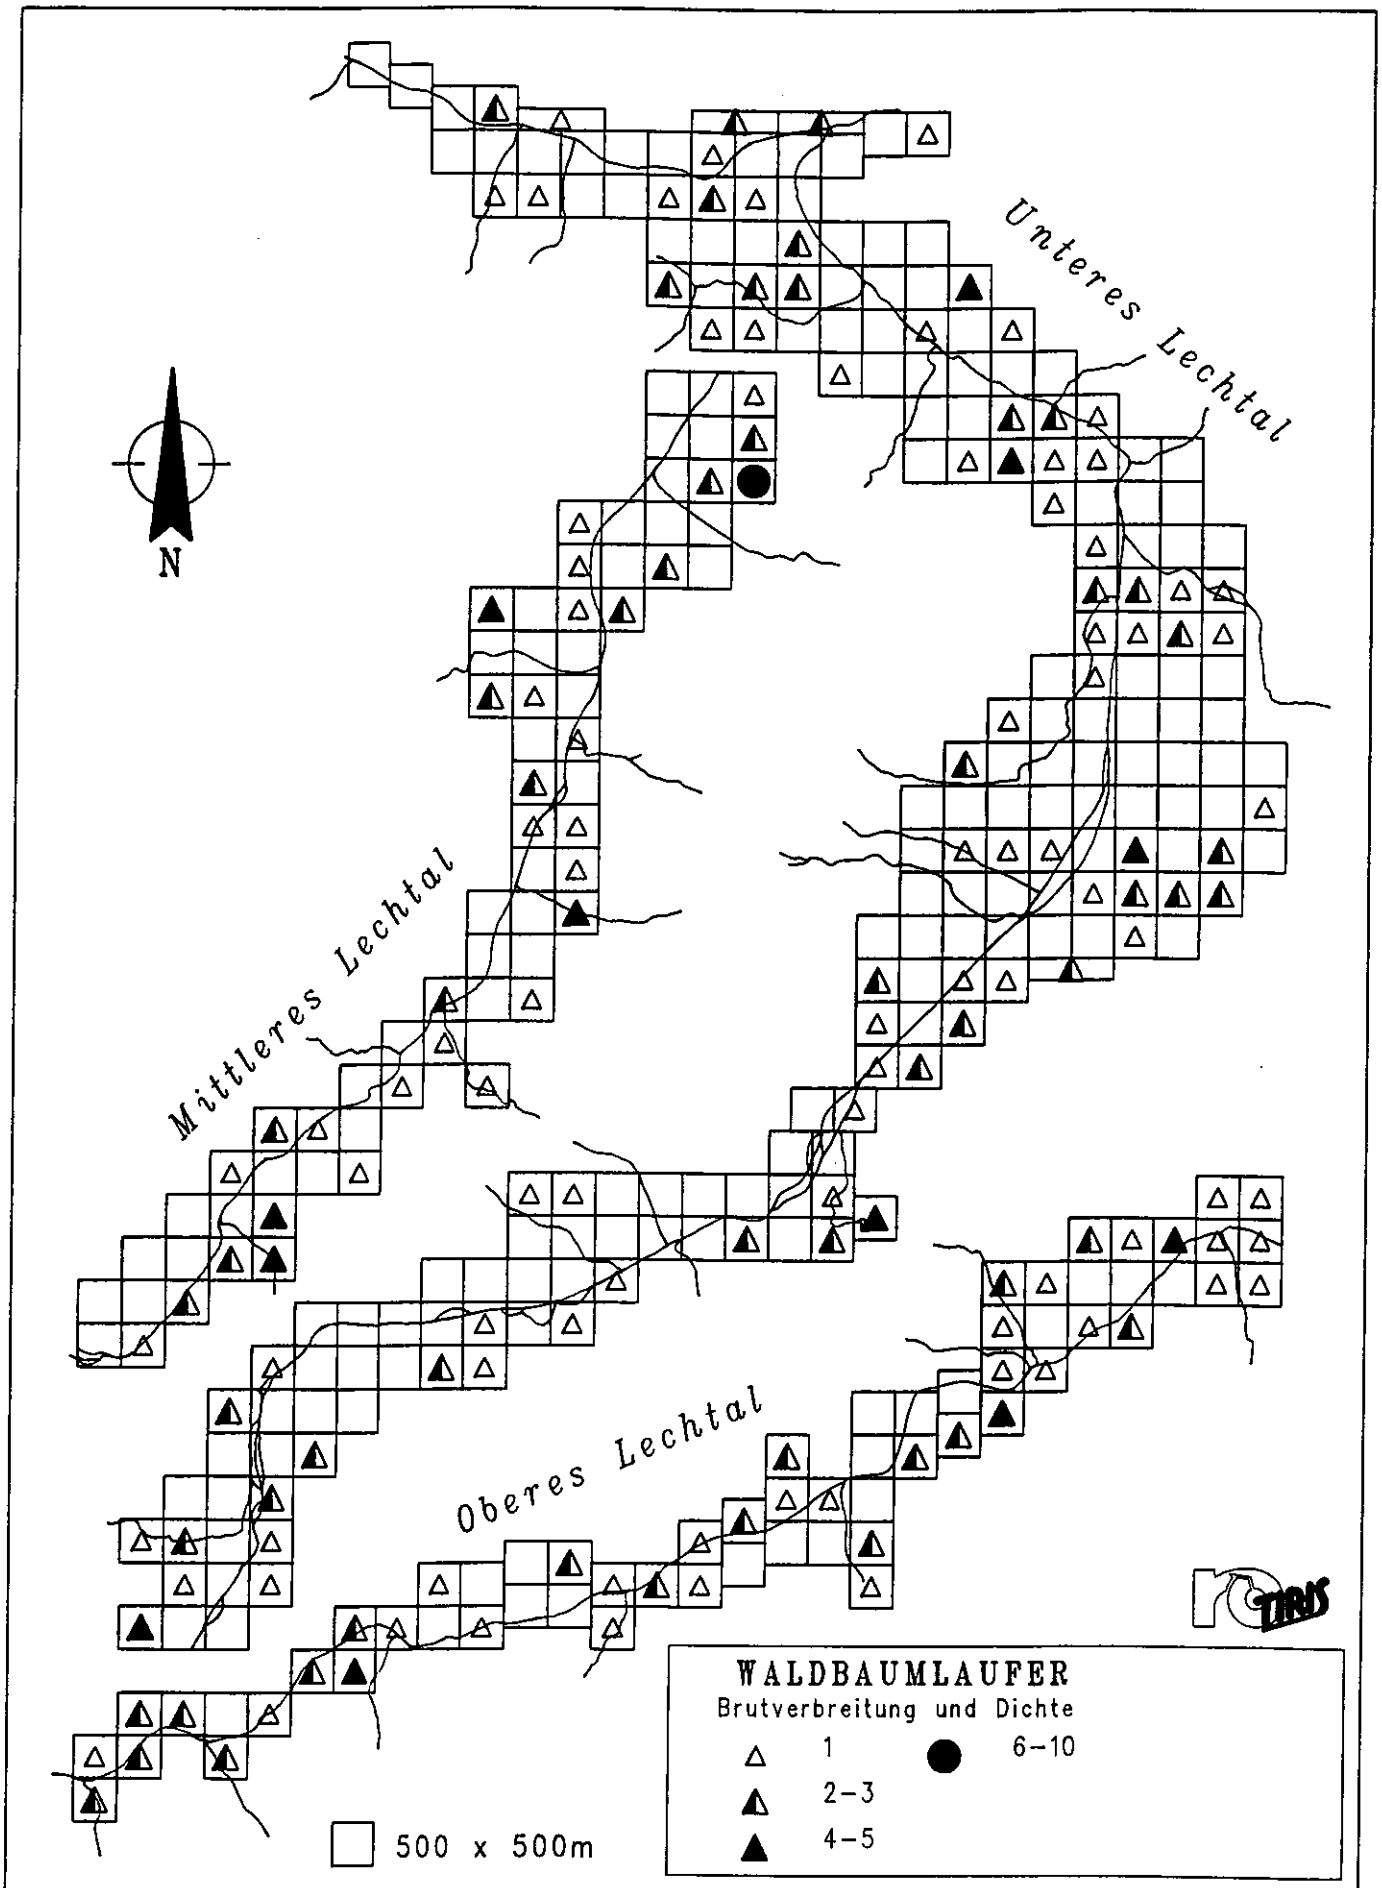 Unteres Lechtal
N
Mittleres Lechtal
Oberes Lechtal
TIRIS
WALDBAUMLAUFER
Brutverbreitung und Dichte
1
6-10
2-3
4-5
500 x 500m